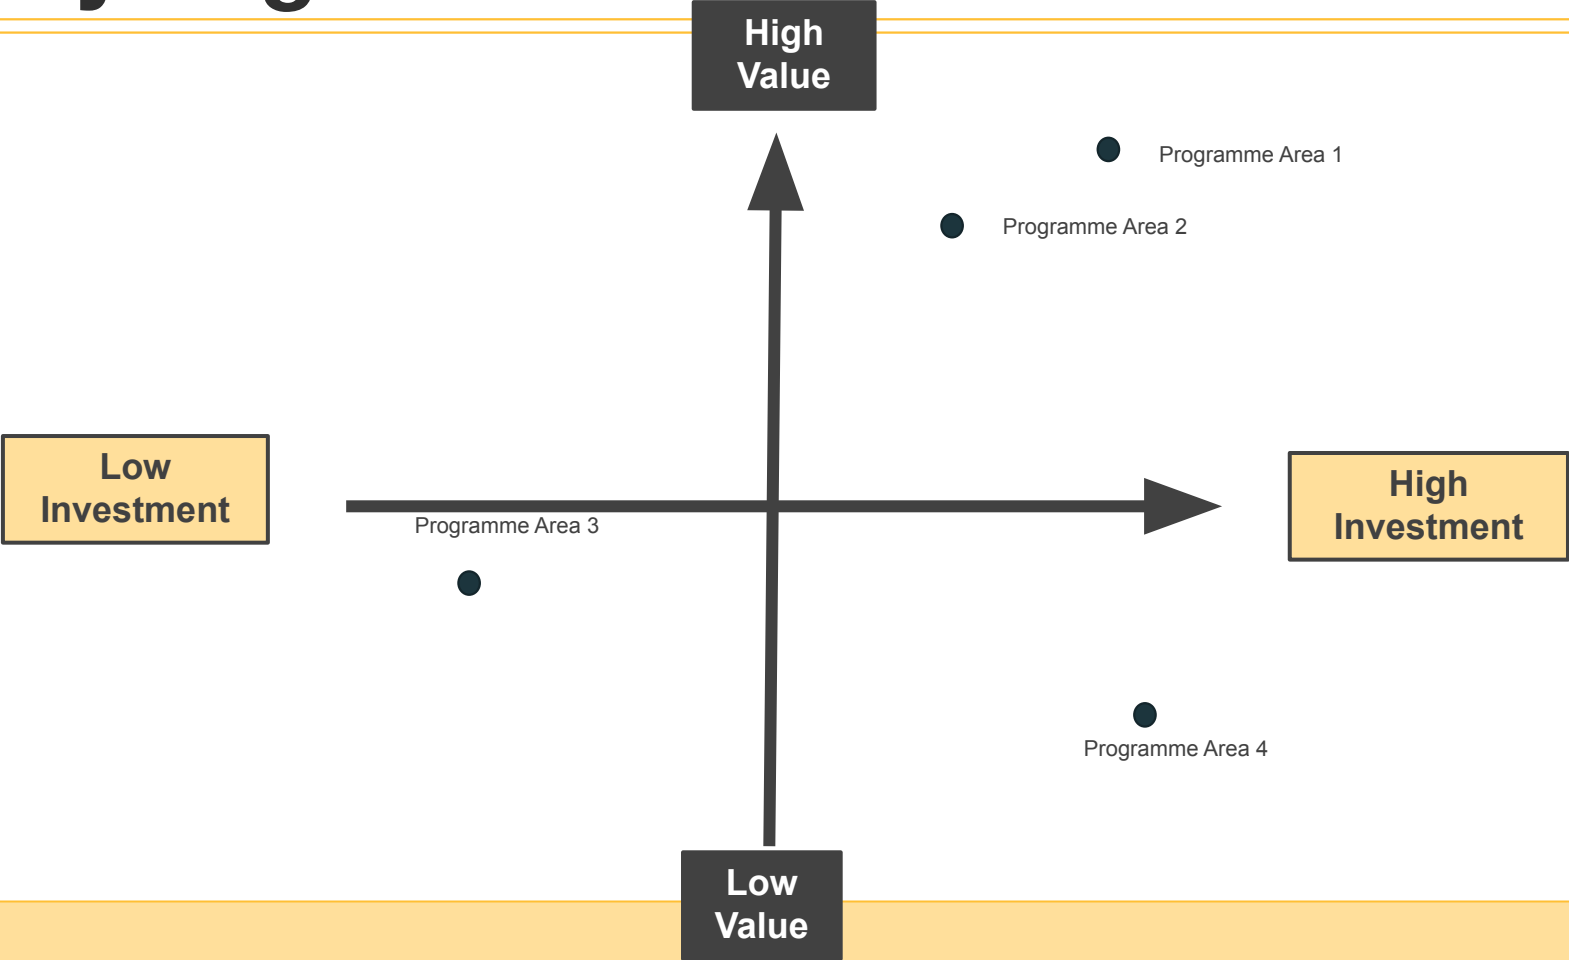 High
Value
Programme Area 1
Programme Area 2
Low
Investment
High
Investment
Programme Area 3
Programme Area 4
Low
Value